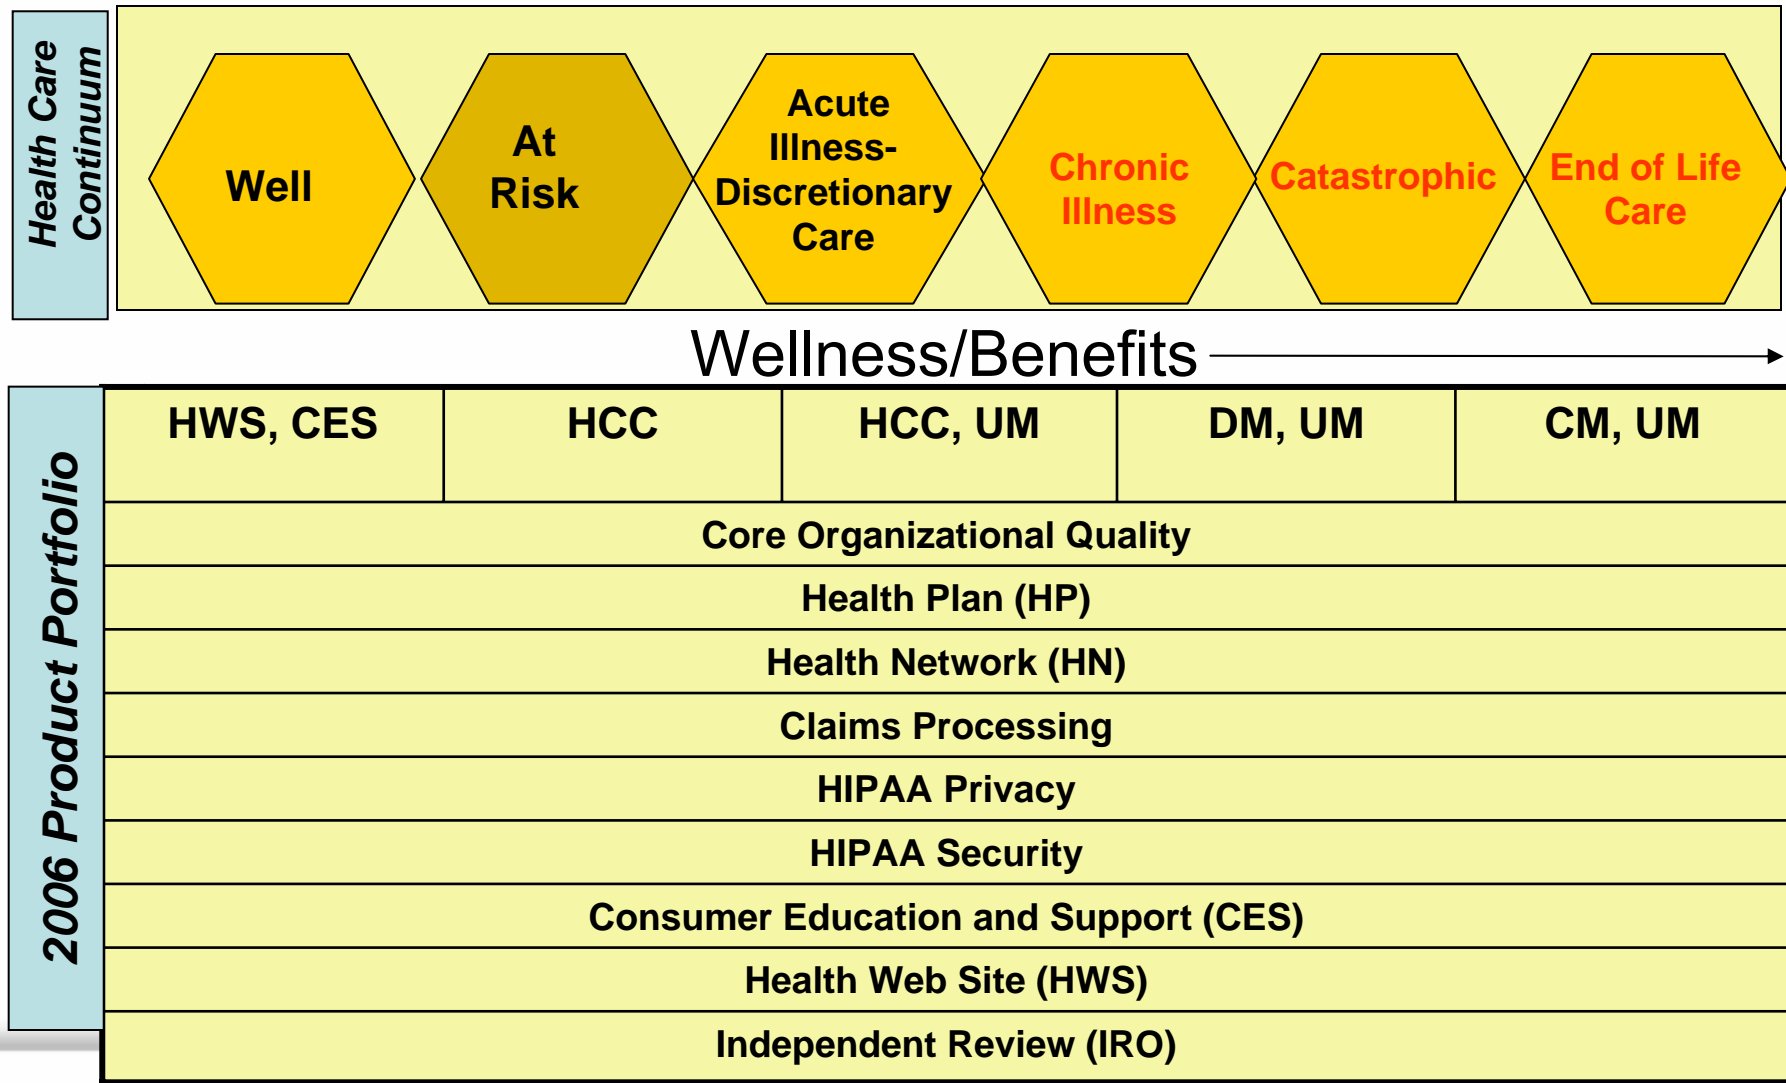 Health Care
Continuum
Well
At
Risk
Acute
Illness-
Discretionary
Care
Chronic
Illness
Catastrophic
End of Life
Care
Wellness/Benefits
2006 Product Portfolio
HWS, CES
HCC
HCC, UM
DM, UM
CM, UM
Core Organizational Quality
Health Plan (HP)
Health Network (HN)
Claims Processing
HIPAA Privacy
HIPAA Security
Consumer Education and Support (CES)
Health Web Site (HWS)
Independent Review (IRO)